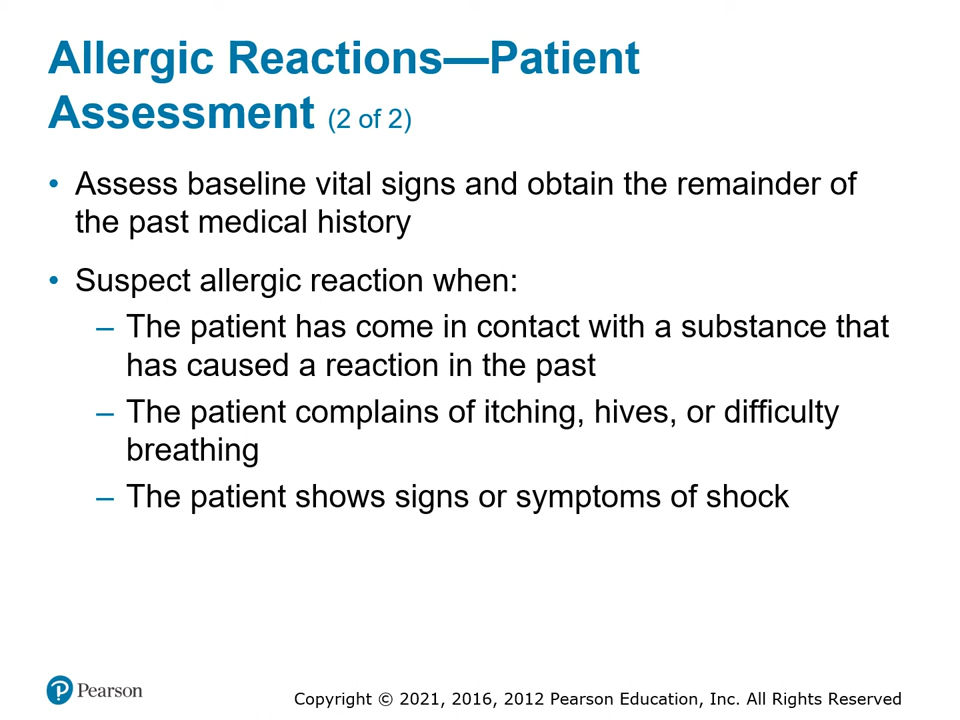 Allergic Reactions—Patient
Assessment (2 of 2)
• Assess baseline vital signs and obtain the remainder of
the past medical history
• Suspect allergic reaction when:
– The patient has come in contact with a substance that
has caused a reaction in the past
– The patient complains of itching, hives, or difficulty
breathing
– The patient shows signs or symptoms of shock
Pearson
Copyright © 2021, 2016, 2012 Pearson Education, Inc. All Rights Reserved